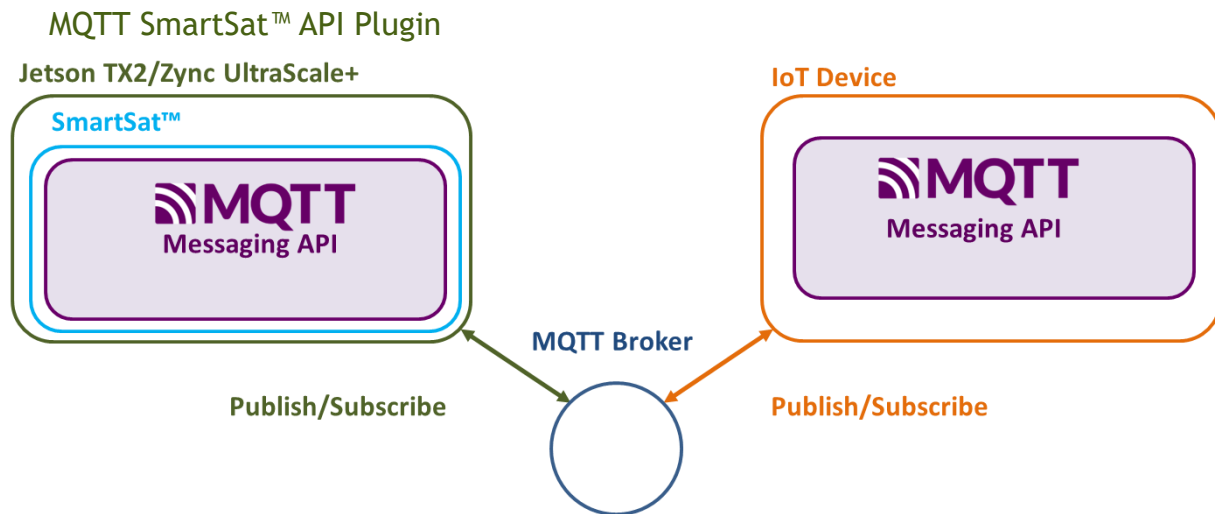 MQTT SmartSat™ API Plugin
Jetson TX2/Zync UltraScale+
IoT Device
SmartSat™
MQTT
Messaging API
MQTT
Messaging API
MQTT Broker
Publish/Subscribe
Publish/Subscribe